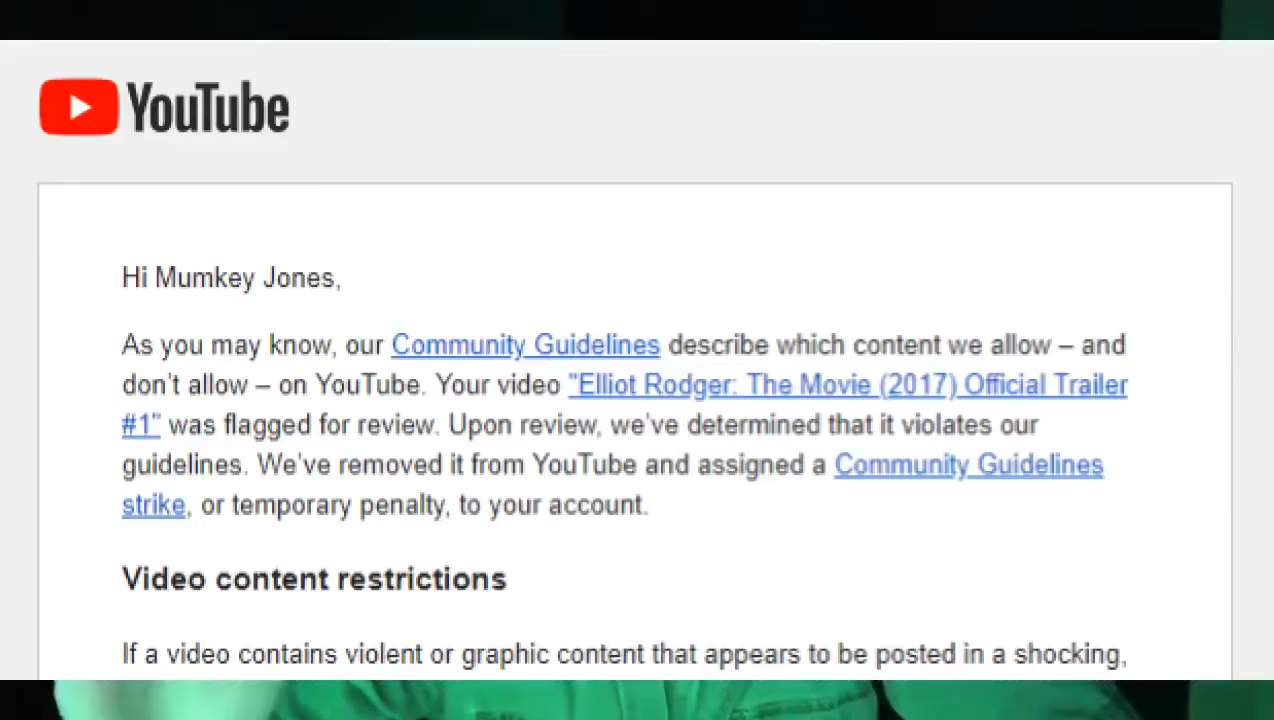 YouTube
Hi Mumkey Jones,
As you may know, our Community Guidelines describe which content we allow – and
don't allow – on YouTube. Your video "Elliot Rodger: The Movie (2017) Official Trailer
#1" was flagged for review. Upon review, we've determined that it violates our
guidelines. We've removed it from YouTube and assigned a Community Guidelines
strike, or temporary penalty, to your account.
Video content restrictions
If a video contains violent or graphic content that appears to be posted in a shocking,